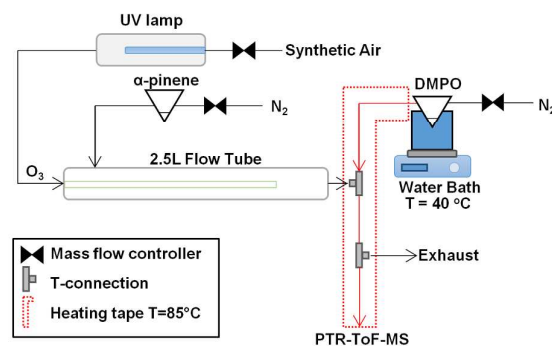 UV lamp
Synthetic Air
α-pinene
N2
DMPO
N2
O3
2.5L Flow Tube
Water Bath
T = 40 °C
Mass flow controller
T-connection
Heating tape T=85°C
Exhaust
PTR-ToF-MS